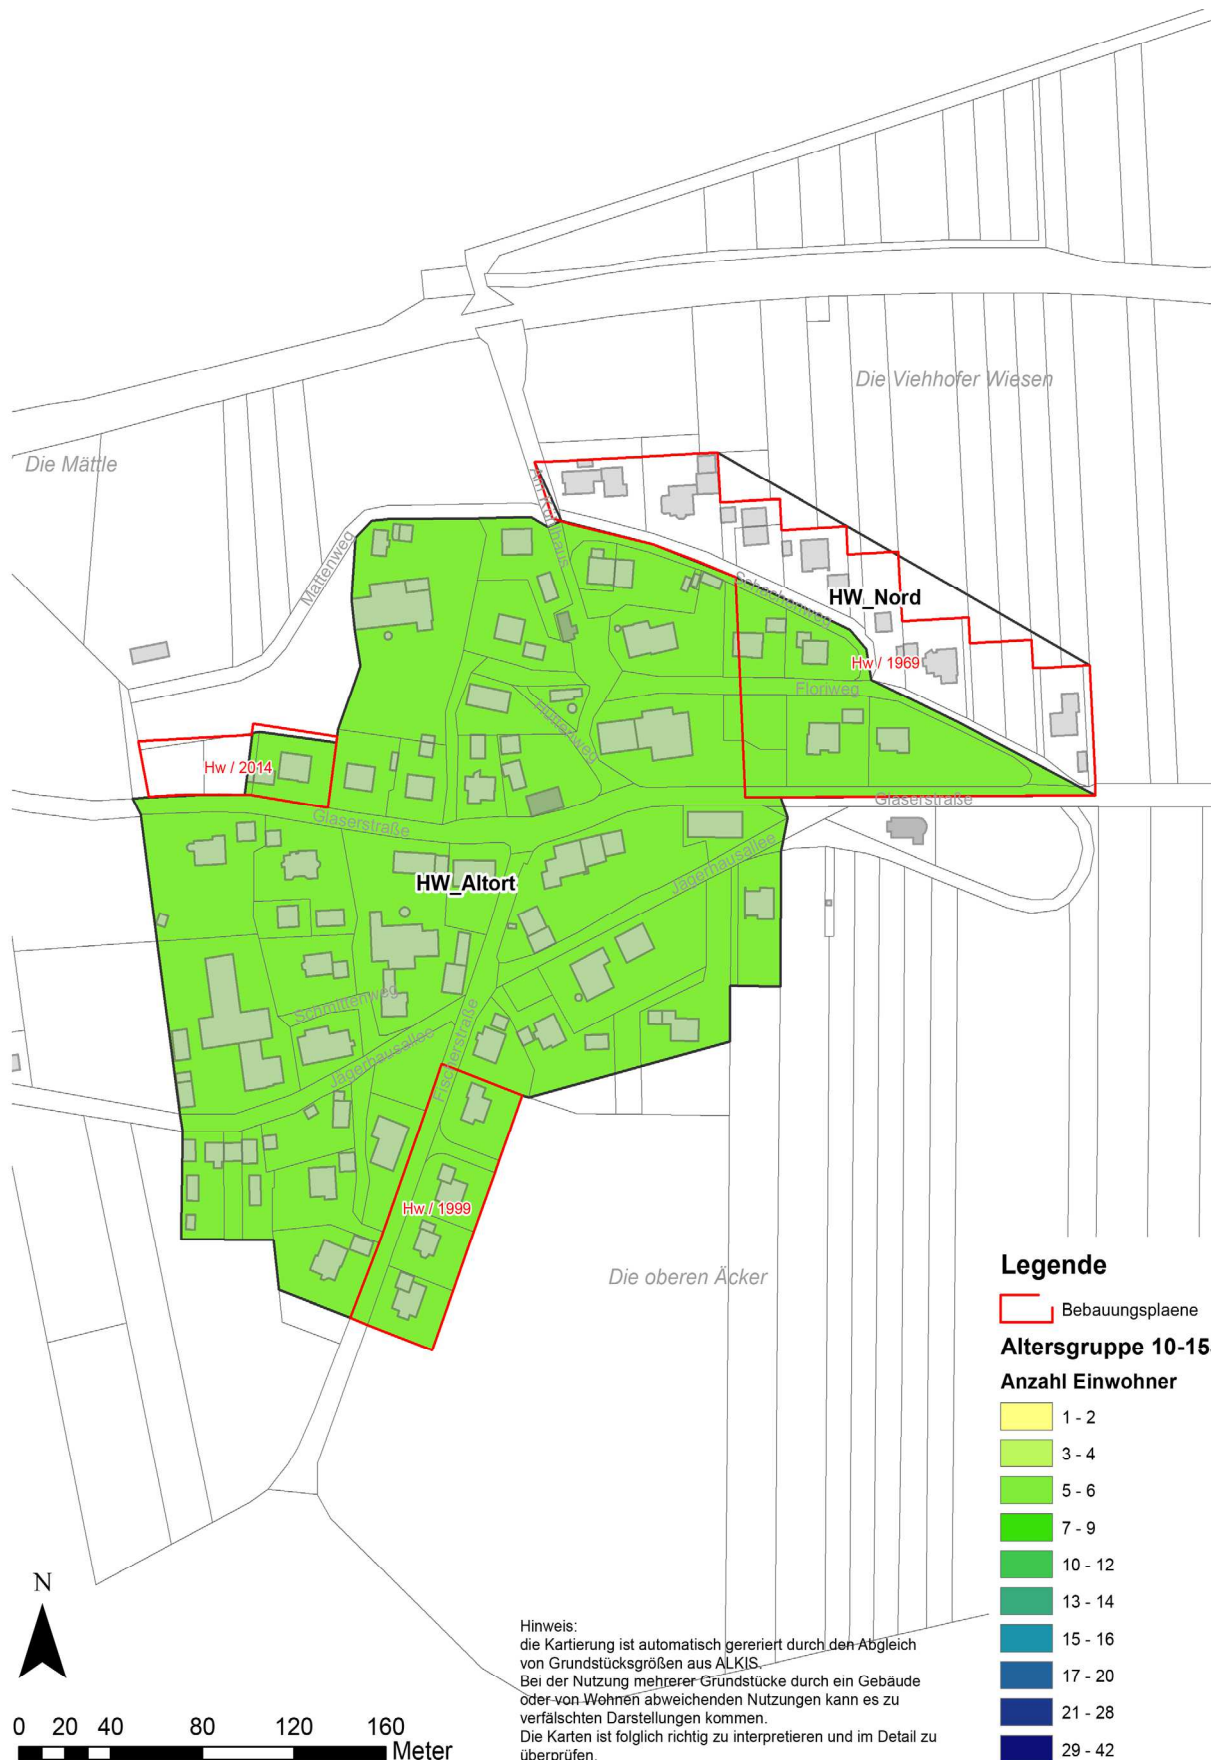 Die Viehhofer Wiesen
Die Mättle
Am Kurhaus
Mattenweg
Schachenweg
HW_Nord
Hw / 1969
Floriweg
Hw / 2014
Glaserstraße
Glaserstraße
Jägerhausallee
HW_Altort
Schmittenweg
Jägerhausallee
Fischerstraße
Hw / 1999
Die oberen Äcker
Legende
Bebauungsplaene
Altersgruppe 10-15
Anzahl Einwohner
1 - 2
3 - 4
5 - 6
7 - 9
10 - 12
13 - 14
15 - 16
17 - 20
21 - 28
29 - 42
N
0 20 40 80 120 160
Meter
Hinweis:
die Kartierung ist automatisch gereriert durch den Abgleich
von Grundstücksgrößen aus ALKIS.
Bei der Nutzung mehrerer Grundstücke durch ein Gebäude
oder von Wohnen abweichenden Nutzungen kann es zu
verfälschten Darstellungen kommen.
Die Karten ist folglich richtig zu interpretieren und im Detail zu
überprüfen.